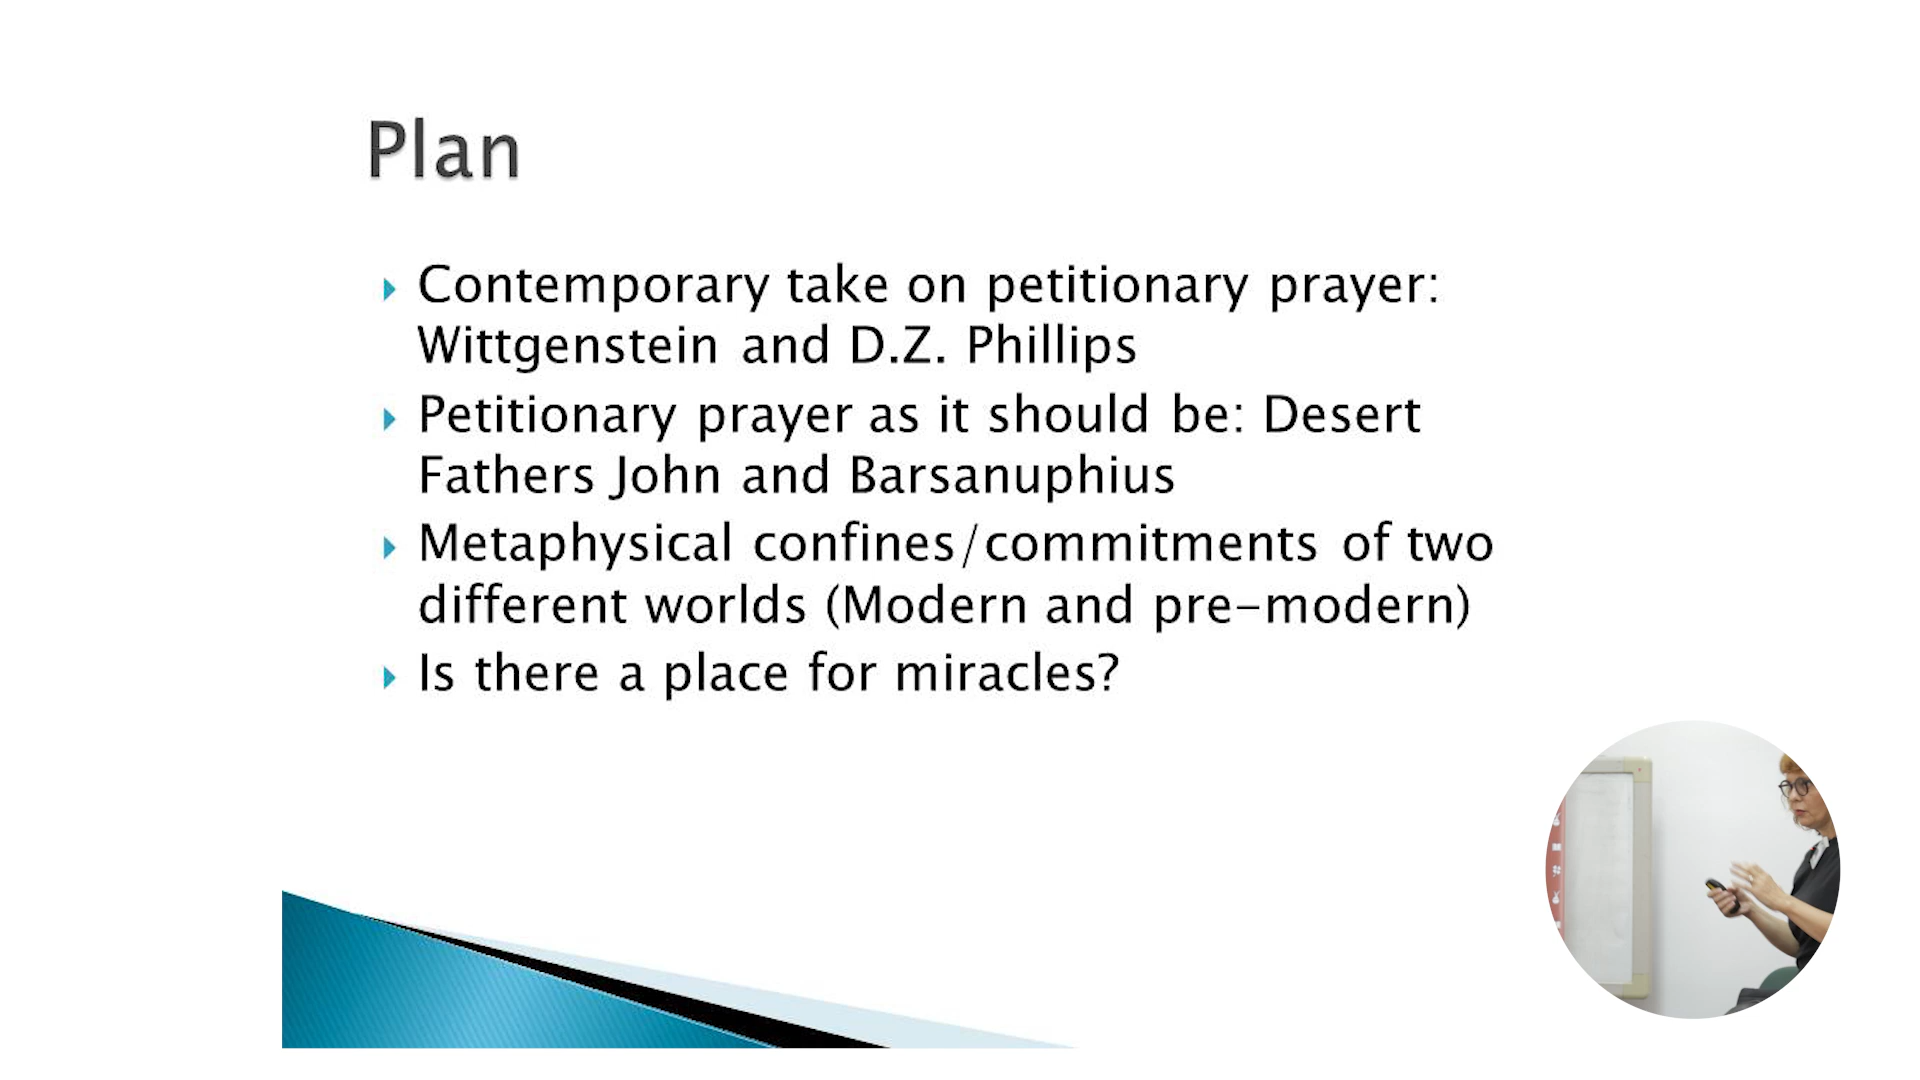 Plan
Contemporary take on petitionary prayer:
Wittgenstein and D.Z. Phillips
Petitionary prayer as it should be: Desert
Fathers John and Barsanuphius
Metaphysical confines/commitments of two
different worlds (Modern and pre-modern)
Is there a place for miracles?